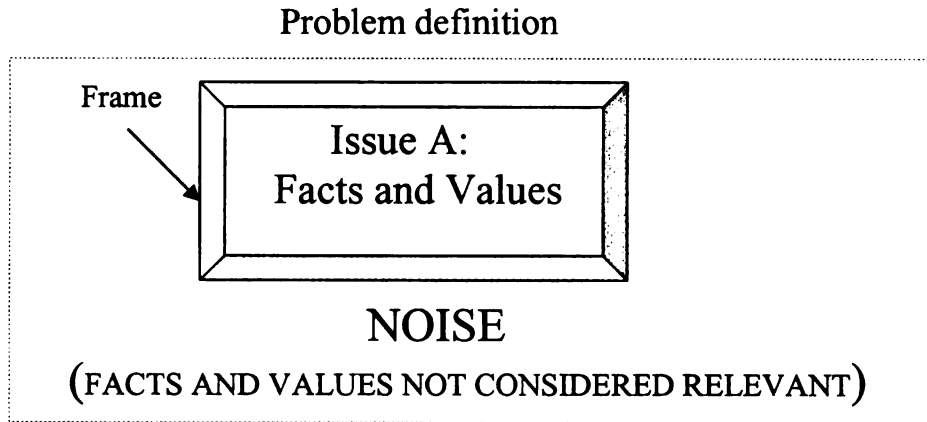 Problem definition
Frame
Issue A:
Facts and Values
NOISE
(FACTS AND VALUES NOT CONSIDERED RELEVANT)